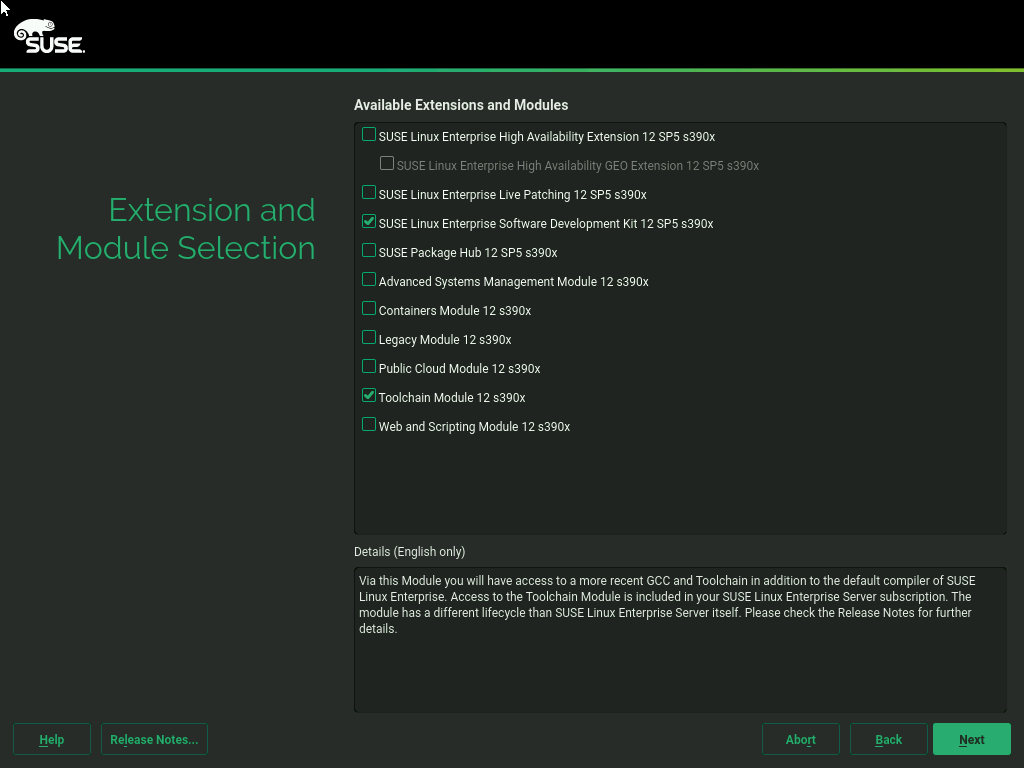 SUSE.
Available Extensions and Modules
SUSE Linux Enterprise High Availability Extension 12 SP5 s390x
SUSE Linux Enterprise High Availability GEO Extension 12 SP5 s390x
SUSE Linux Enterprise Live Patching 12 SP5 s390x
Extension and
Module Selection
SUSE Linux Enterprise Software Development Kit 12 SP5 s390x
SUSE Package Hub 12 SP5 s390x
Advanced Systems Management Module 12 s390x
Containers Module 12 s390x
Legacy Module 12 s390x
Public Cloud Module 12 s390x
Toolchain Module 12 s390x
Web and Scripting Module 12 s390x
Details (English only)
Via this Module you will have access to a more recent GCC and Toolchain in addition to the default compiler of SUSE
Linux Enterprise. Access to the Toolchain Module is included in your SUSE Linux Enterprise Server subscription. The
module has a different lifecycle than SUSE Linux Enterprise Server itself. Please check the Release Notes for further
details.
Help
Release Notes...
Abort
Back
Next